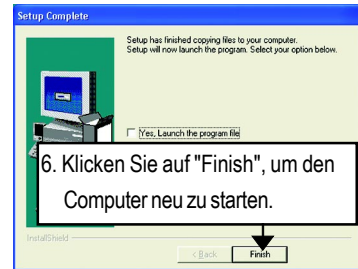 Setup Complete
Setup has finished copying files to your computer.
Setup will now launch the program. Select your option below.
Yes, Launch the program file
6. Klicken Sie auf "Finish", um den
Computer neu zu starten.
InstallShield
< Back
Finish